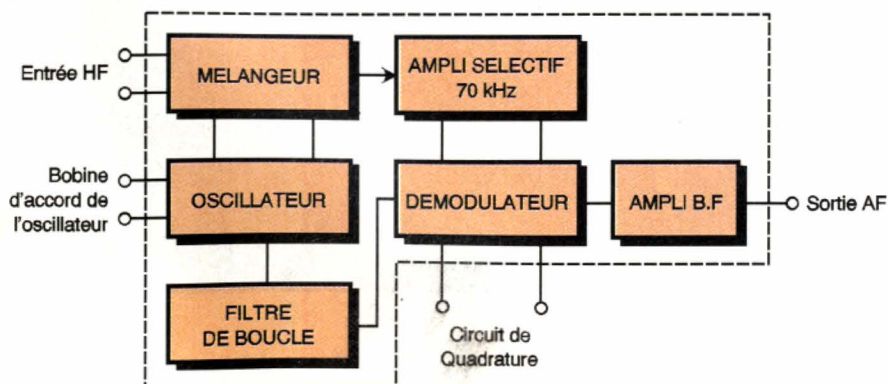 Entrée HF
MELANGEUR
AMPLI SELECTIF
70 kHz
Bobine
d'accord de
l'oscillateur
OSCILLATEUR
DEMODULATEUR
AMPLI B.F
Sortie AF
FILTRE
DE BOUCLE
Circuit de
Quadrature